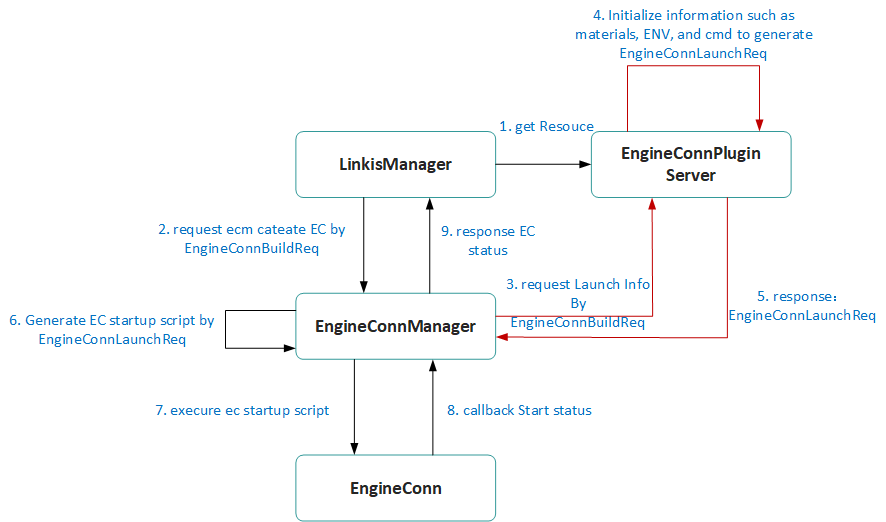 4. Initialize information such as
materials, ENV, and cmd to generate
EngineConnLaunchReq
1. get Resouce
LinkisManager
EngineConnPlugin
Server
2. request ecm cateate EC by
EngineConnBuildReq
9. response EC
status
3. request Launch Info
By
EngineConnBuildReq
5. response：
EngineConnLaunchReq
6. Generate EC startup script by
EngineConnLaunchReq
EngineConnManager
7. execure ec startup script
8. callback Start status
EngineConn